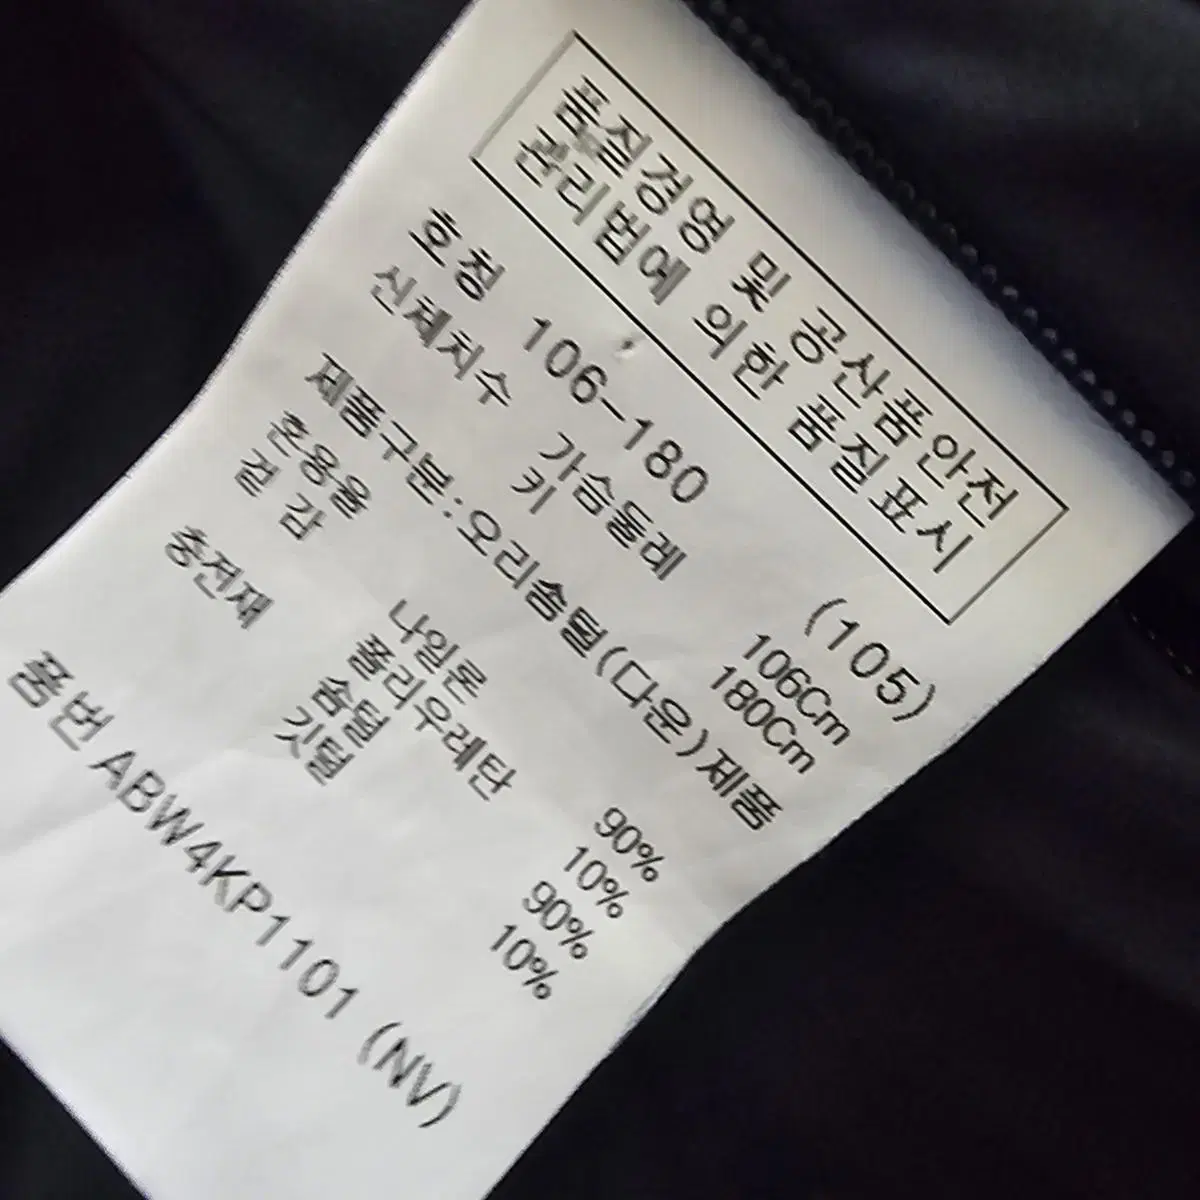 품질경영 및 공산품안전
관리법에 의한 품질표시
호칭 106-180 (105)
신체치수 가슴둘레 106Cm
키 180Cm
제품구분:오리솜털(다운)제품
혼용율
겉 감 나일론 90%
폴리우레탄 10%
충전재 솜털 90%
깃털 10%
품번 ABW4KP1101 (NV)